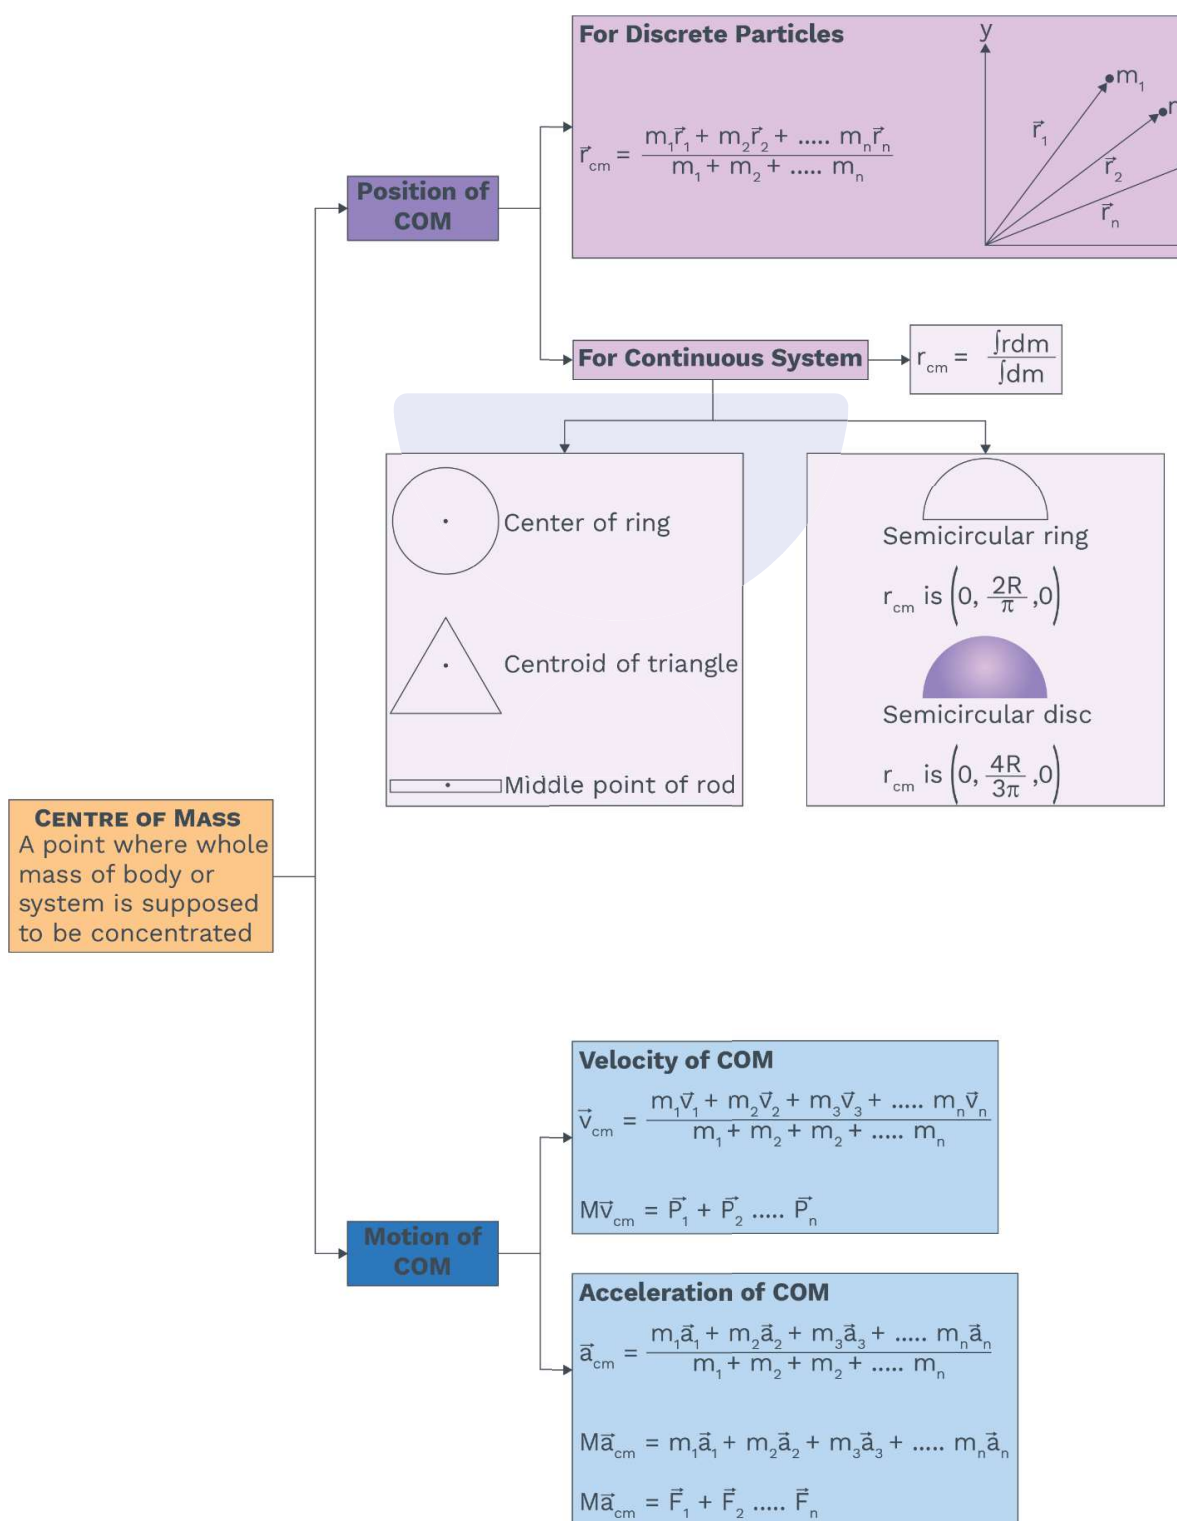 For Discrete Particles
y
m₁
r⃗₁
r⃗₂
r⃗ₙ
r⃗cm = (m₁r⃗₁ + m₂r⃗₂ + ..... mₙr⃗ₙ) / (m₁ + m₂ + ..... mₙ)
Position of
COM
For Continuous System
rcm = ∫rdm / ∫dm
Center of ring
Centroid of triangle
Middle point of rod
Semicircular ring
rcm is (0, 2R/π ,0)
Semicircular disc
rcm is (0, 4R/3π ,0)
CENTRE OF MASS
A point where whole
mass of body or
system is supposed
to be concentrated
Motion of
COM
Velocity of COM
v⃗cm = (m₁v⃗₁ + m₂v⃗₂ + m₃v⃗₃ + ..... mₙv⃗ₙ) / (m₁ + m₂ + m₂ + ..... mₙ)
Mv⃗cm = P⃗₁ + P⃗₂ ..... P⃗ₙ
Acceleration of COM
a⃗cm = (m₁a⃗₁ + m₂a⃗₂ + m₃a⃗₃ + ..... mₙa⃗ₙ) / (m₁ + m₂ + m₂ + ..... mₙ)
Ma⃗cm = m₁a⃗₁ + m₂a⃗₂ + m₃a⃗₃ + ..... mₙa⃗ₙ
Ma⃗cm = F⃗₁ + F⃗₂ ..... F⃗ₙ